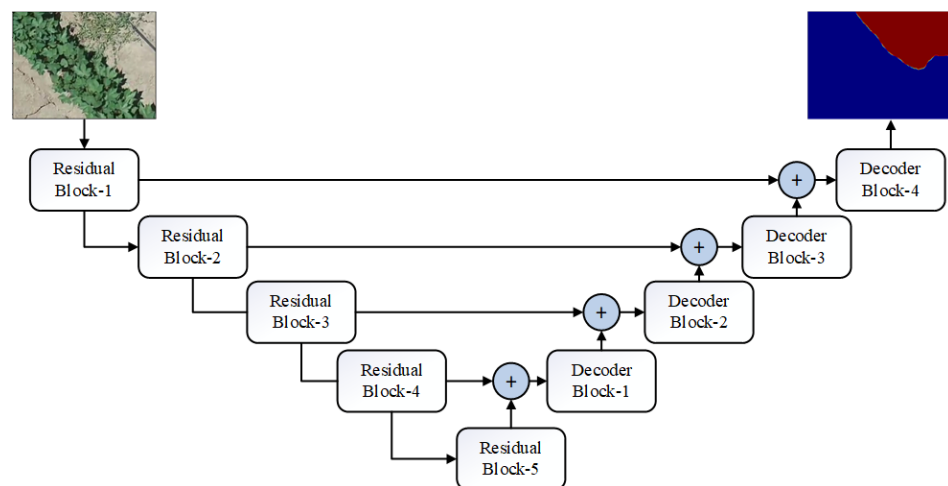 Residual
Block-1
+
Decoder
Block-4
Residual
Block-2
+
Decoder
Block-3
Residual
Block-3
+
Decoder
Block-2
Residual
Block-4
+
Decoder
Block-1
Residual
Block-5